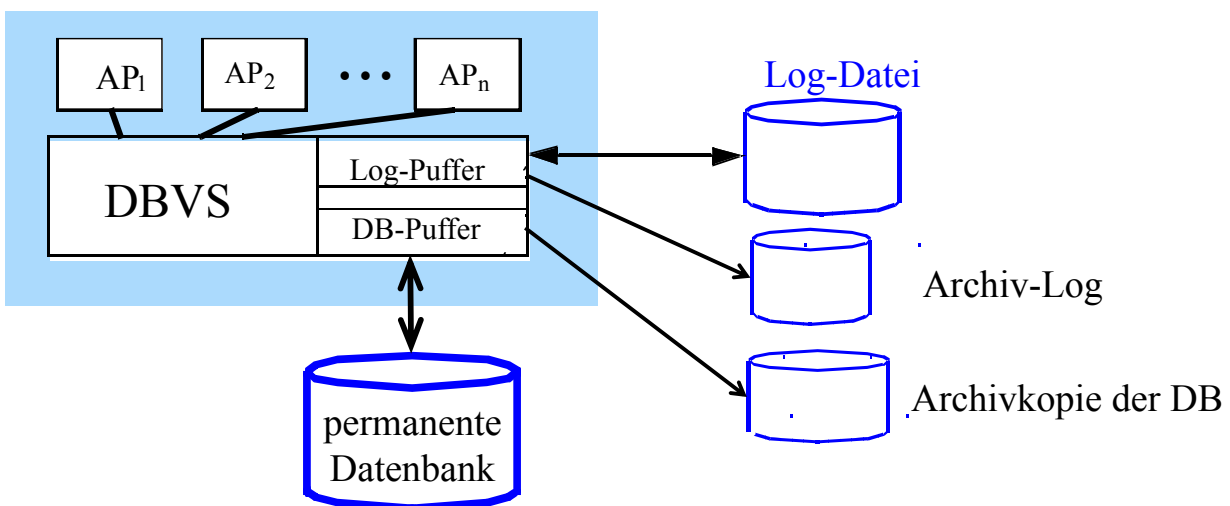 AP₁ AP₂ ••• APₙ
Log-Datei
Log-Puffer
DBVS
DB-Puffer
Archiv-Log
Archivkopie der DB
permanente
Datenbank